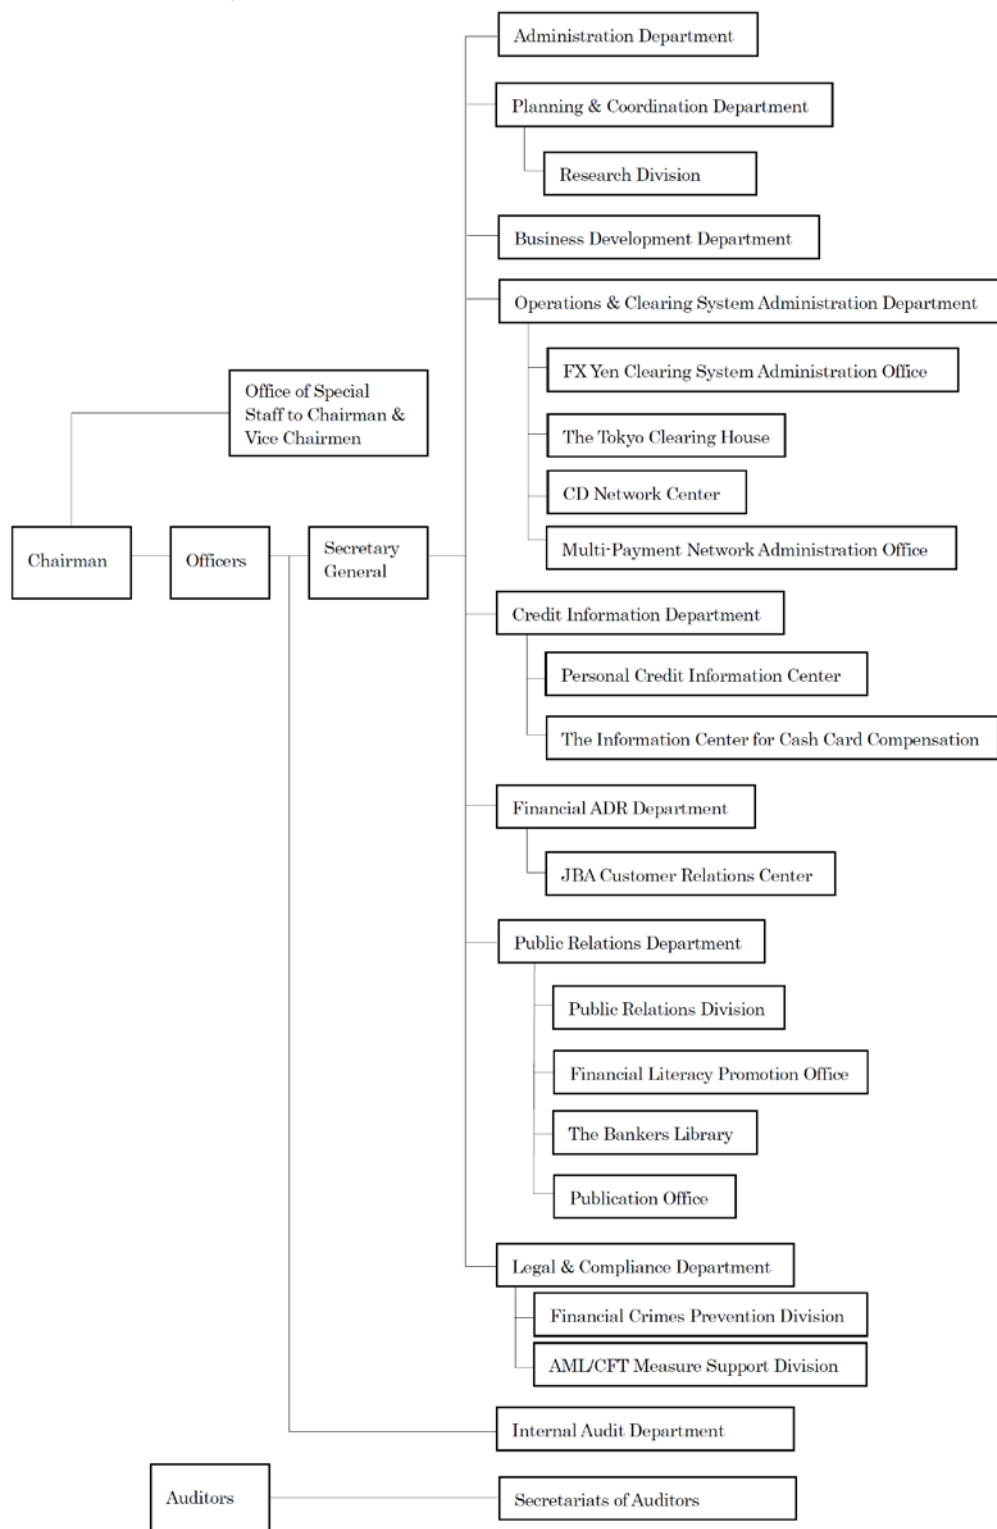 Administration Department
Planning & Coordination Department
Research Division
Business Development Department
Operations & Clearing System Administration Department
FX Yen Clearing System Administration Office
Office of Special
Staff to Chairman &
Vice Chairmen
The Tokyo Clearing House
CD Network Center
Chairman
Officers
Secretary
General
Multi-Payment Network Administration Office
Credit Information Department
Personal Credit Information Center
The Information Center for Cash Card Compensation
Financial ADR Department
JBA Customer Relations Center
Public Relations Department
Public Relations Division
Financial Literacy Promotion Office
The Bankers Library
Publication Office
Legal & Compliance Department
Financial Crimes Prevention Division
AML/CFT Measure Support Division
Internal Audit Department
Auditors
Secretariats of Auditors